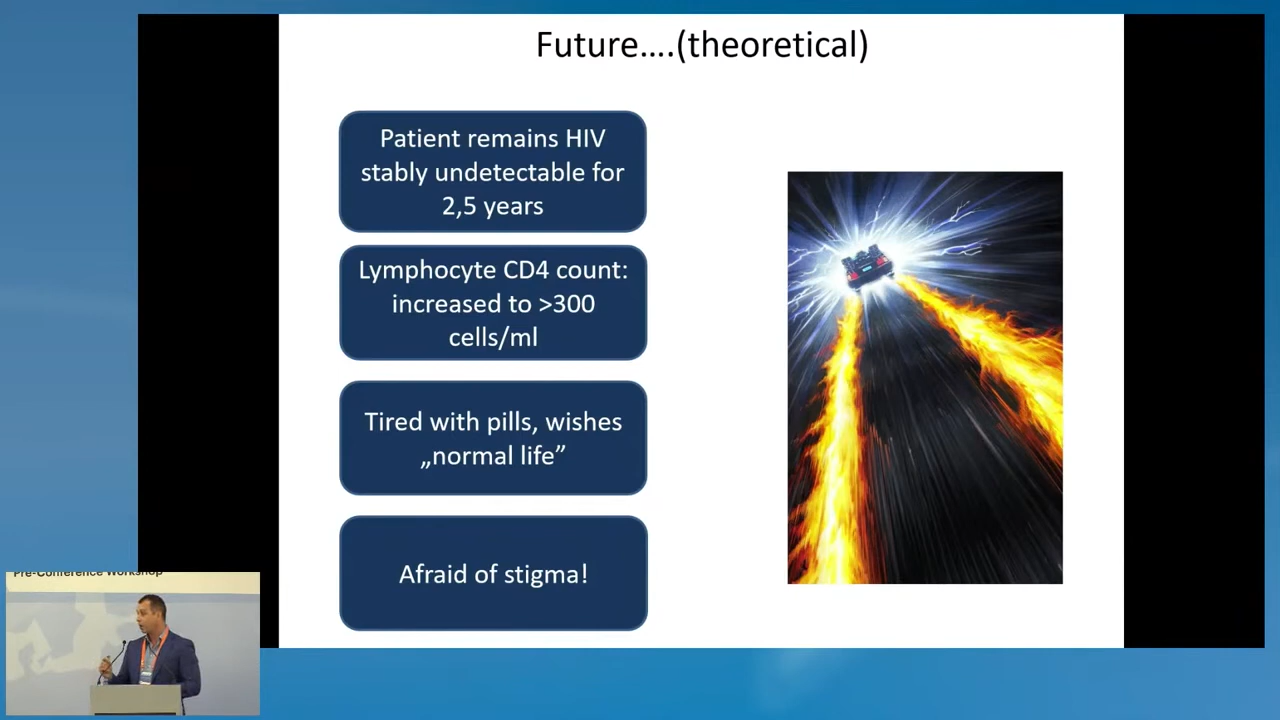 Future....(theoretical)
Patient remains HIV
stably undetectable for
2,5 years
Lymphocyte CD4 count:
increased to >300
cells/ml
Tired with pills, wishes
„normal life”
Afraid of stigma!
Pre-Conference Workshop